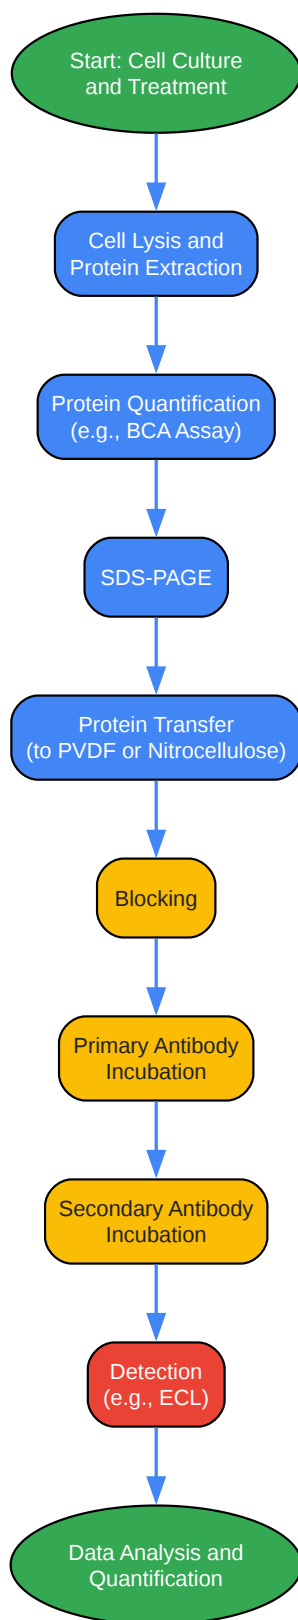 Start: Cell Culture
and Treatment
Cell Lysis and
Protein Extraction
Protein Quantification
(e.g., BCA Assay)
SDS-PAGE
Protein Transfer
(to PVDF or Nitrocellulose)
Blocking
Primary Antibody
Incubation
Secondary Antibody
Incubation
Detection
(e.g., ECL)
Data Analysis and
Quantification